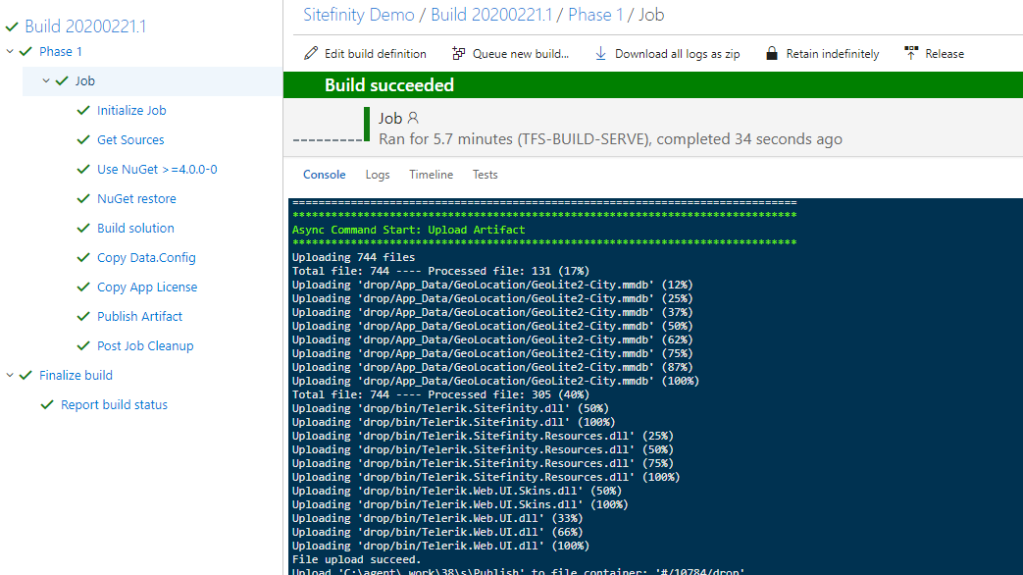 Build 20200221.1
Phase 1
Job
Initialize Job
Get Sources
Use NuGet >=4.0.0-0
NuGet restore
Build solution
Copy Data.Config
Copy App License
Publish Artifact
Post Job Cleanup
Finalize build
Report build status
Sitefinity Demo / Build 20200221.1 / Phase 1 / Job
Edit build definition Queue new build... Download all logs as zip Retain indefinitely Release
Build succeeded
Job
Ran for 5.7 minutes (TFS-BUILD-SERVE), completed 34 seconds ago
Console Logs Timeline Tests
==============================================================================
******************************************************************************
Async Command Start: Upload Artifact
******************************************************************************
Uploading 744 files
Total file: 744 ---- Processed file: 131 (17%)
Uploading 'drop/App_Data/GeoLocation/GeoLite2-City.mmdb' (12%)
Uploading 'drop/App_Data/GeoLocation/GeoLite2-City.mmdb' (25%)
Uploading 'drop/App_Data/GeoLocation/GeoLite2-City.mmdb' (37%)
Uploading 'drop/App_Data/GeoLocation/GeoLite2-City.mmdb' (50%)
Uploading 'drop/App_Data/GeoLocation/GeoLite2-City.mmdb' (62%)
Uploading 'drop/App_Data/GeoLocation/GeoLite2-City.mmdb' (75%)
Uploading 'drop/App_Data/GeoLocation/GeoLite2-City.mmdb' (87%)
Uploading 'drop/App_Data/GeoLocation/GeoLite2-City.mmdb' (100%)
Total file: 744 ---- Processed file: 305 (40%)
Uploading 'drop/bin/Telerik.Sitefinity.dll' (50%)
Uploading 'drop/bin/Telerik.Sitefinity.dll' (100%)
Uploading 'drop/bin/Telerik.Sitefinity.Resources.dll' (25%)
Uploading 'drop/bin/Telerik.Sitefinity.Resources.dll' (50%)
Uploading 'drop/bin/Telerik.Sitefinity.Resources.dll' (75%)
Uploading 'drop/bin/Telerik.Sitefinity.Resources.dll' (100%)
Uploading 'drop/bin/Telerik.Web.UI.Skins.dll' (50%)
Uploading 'drop/bin/Telerik.Web.UI.Skins.dll' (100%)
Uploading 'drop/bin/Telerik.Web.UI.dll' (33%)
Uploading 'drop/bin/Telerik.Web.UI.dll' (66%)
Uploading 'drop/bin/Telerik.Web.UI.dll' (100%)
File upload succeed.
Upload 'C:\agent\_work\38\s\Publish' to file container: '#/10784/drop'